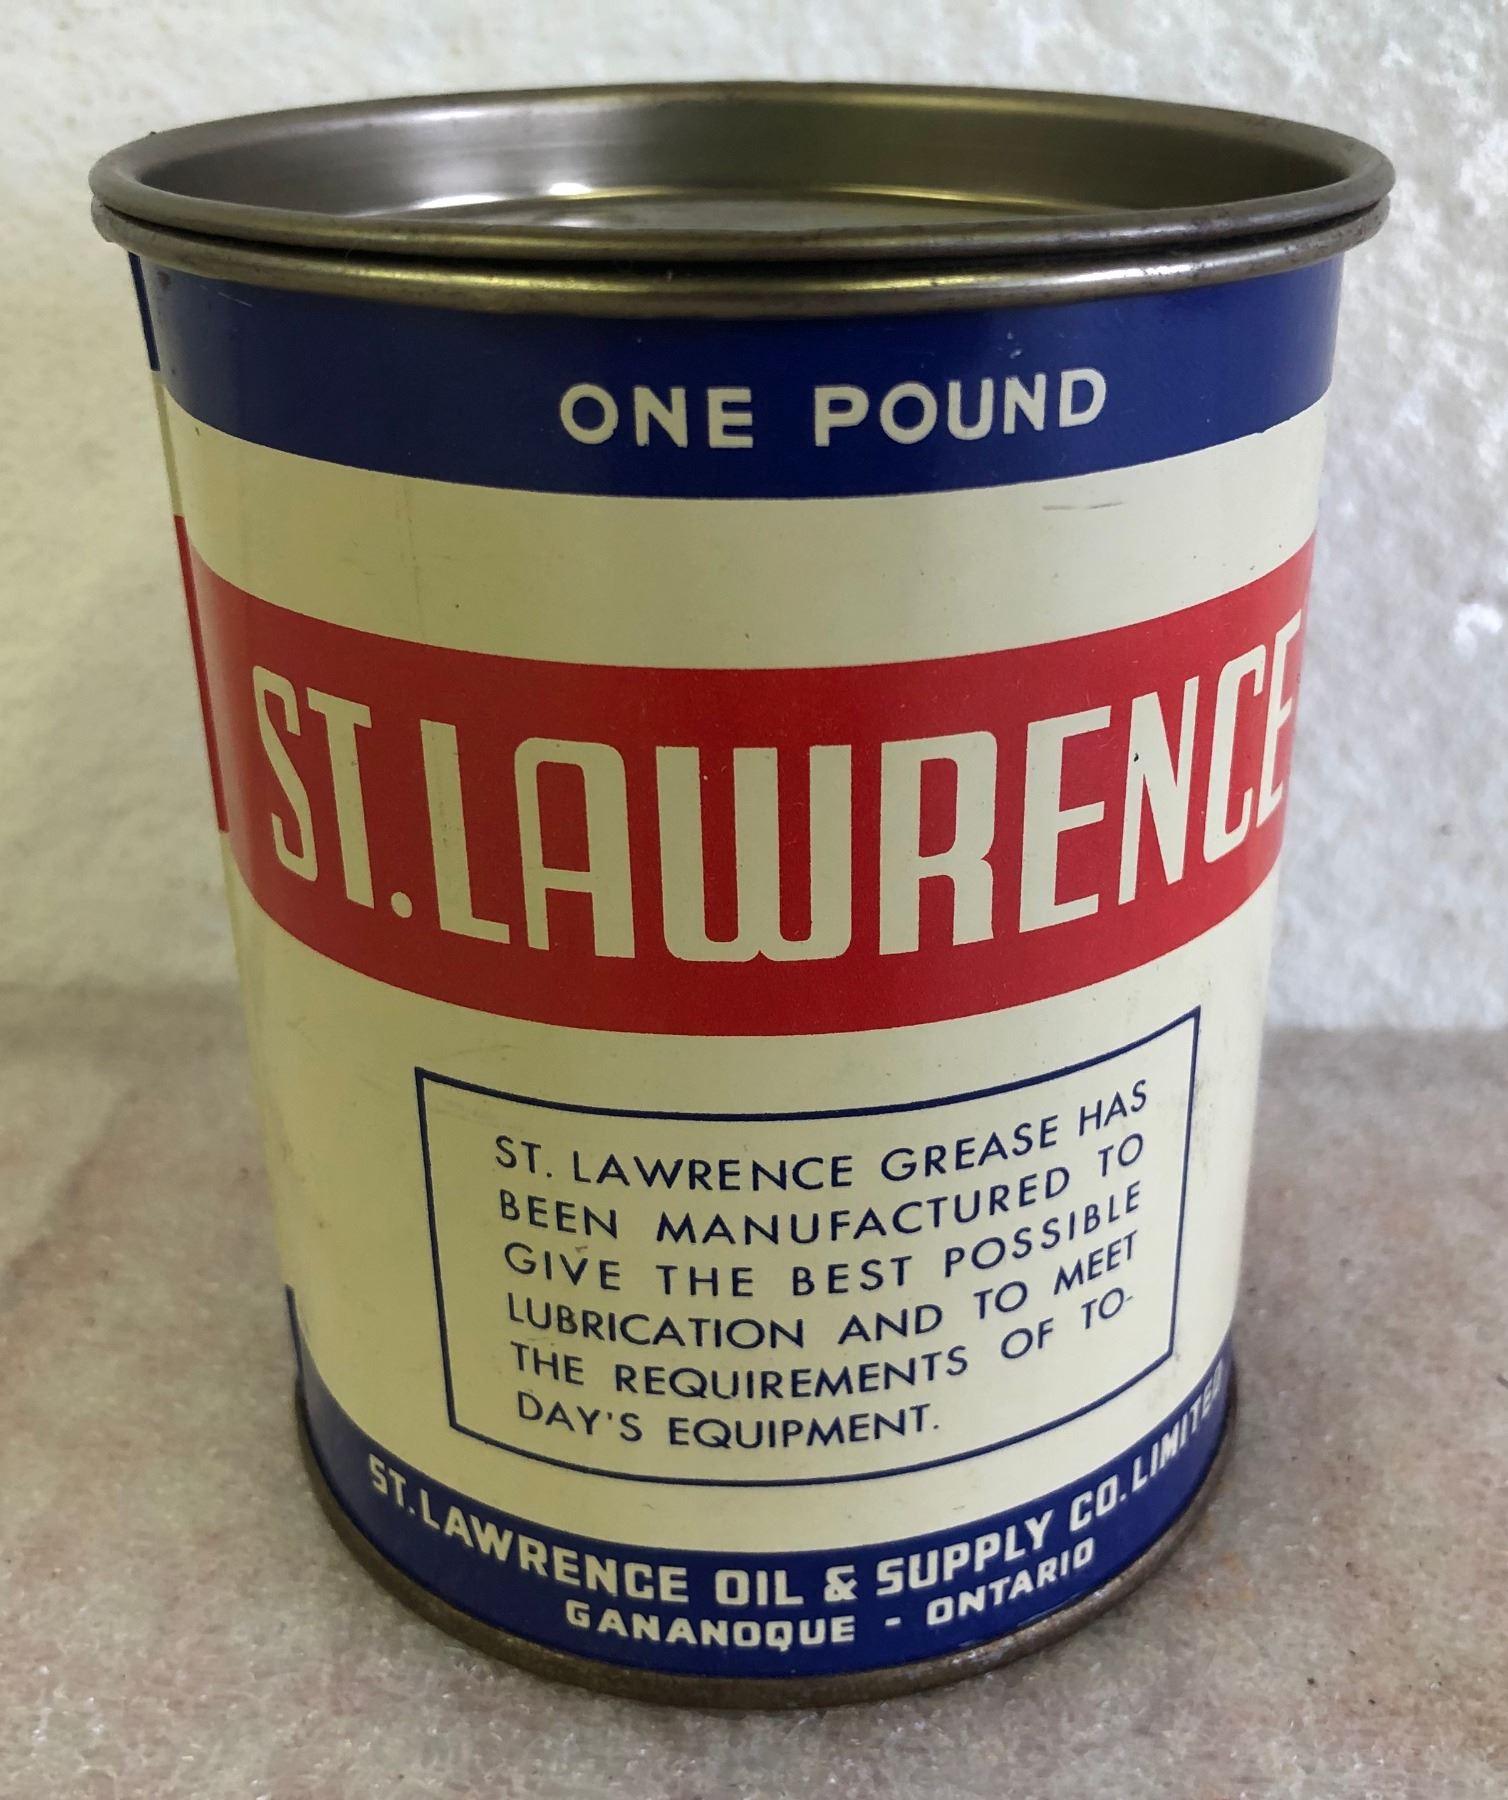 ONE POUND
ST. LAWRENCE
ST. LAWRENCE GREASE HAS
BEEN MANUFACTURED TO
GIVE THE BEST POSSIBLE
LUBRICATION AND TO MEET
THE REQUIREMENTS OF TO-
DAY'S EQUIPMENT.
ST. LAWRENCE OIL & SUPPLY CO. LIMITED
GANANOQUE - ONTARIO